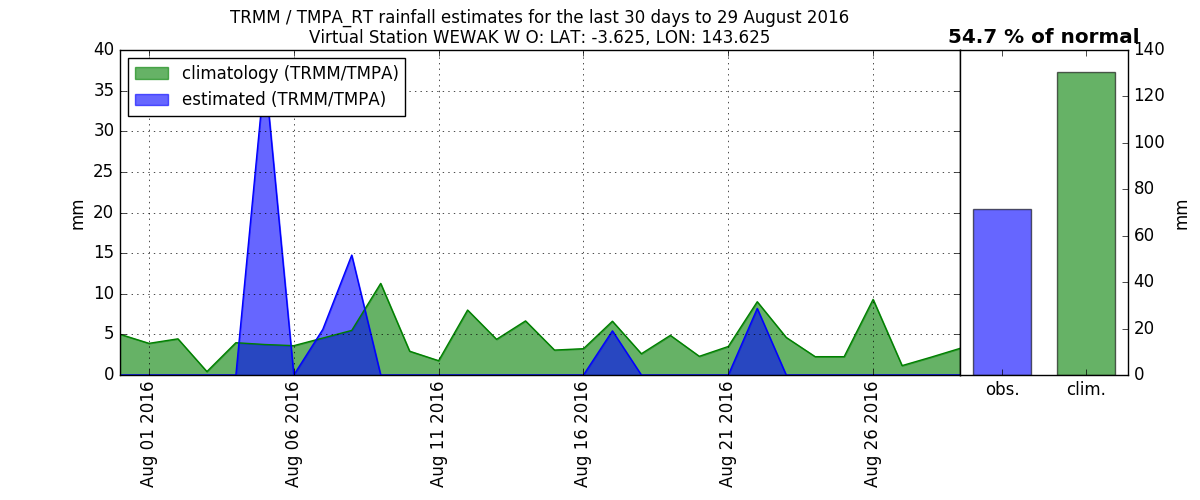 TRMM / TMPA_RT rainfall estimates for the last 30 days to 29 August 2016
Virtual Station WEWAK W O: LAT: -3.625, LON: 143.625
54.7 % of normal
climatology (TRMM/TMPA)
estimated (TRMM/TMPA)
40
35
30
25
20
15
10
5
0
mm
Aug 01 2016
Aug 06 2016
Aug 11 2016
Aug 16 2016
Aug 21 2016
Aug 26 2016
140
120
100
80
60
40
20
0
mm
obs.
clim.